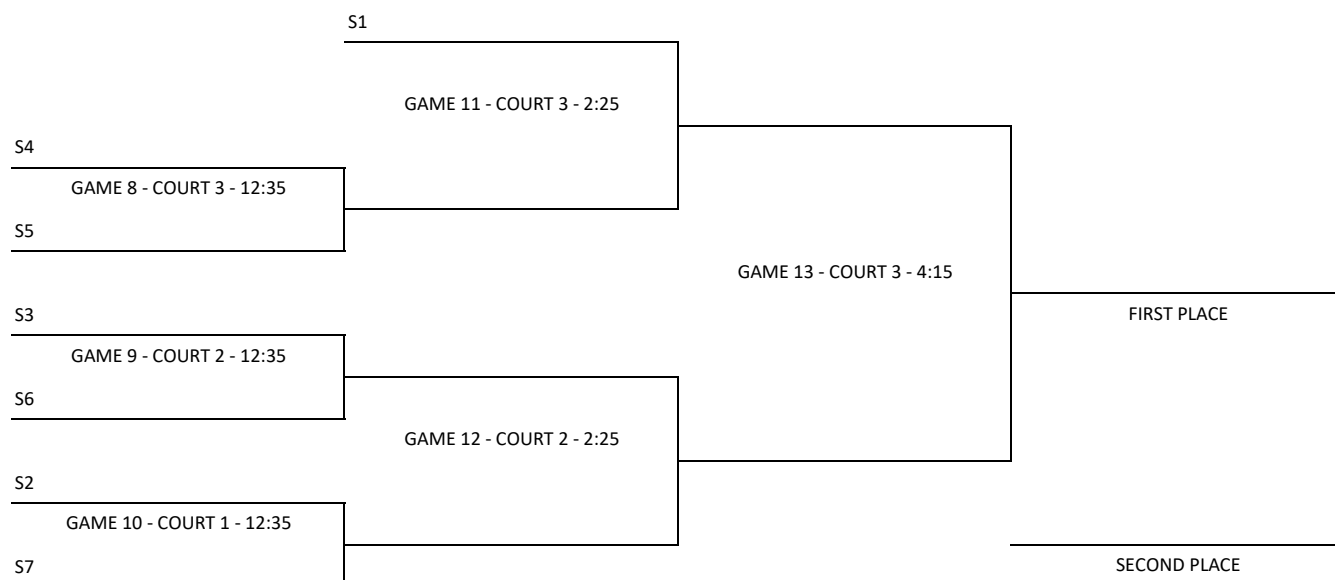 S1
GAME 11 - COURT 3 - 2:25
S4
GAME 8 - COURT 3 - 12:35
S5
GAME 13 - COURT 3 - 4:15
S3
FIRST PLACE
GAME 9 - COURT 2 - 12:35
S6
GAME 12 - COURT 2 - 2:25
S2
GAME 10 - COURT 1 - 12:35
S7
SECOND PLACE